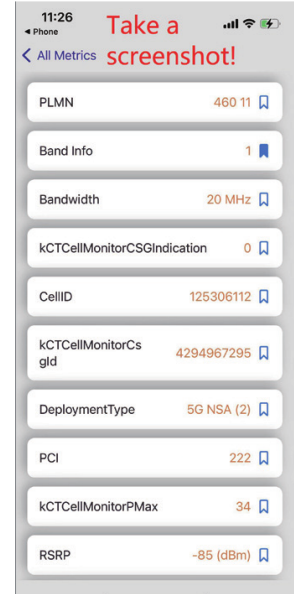 11:26
Take a
◄ Phone
All Metrics
screenshot!
PLMN 460 11
Band Info 1
Bandwidth 20 MHz
kCTCellMonitorCSGIndication 0
CellID 125306112
kCTCellMonitorCs
gId 4294967295
DeploymentType 5G NSA (2)
PCI 222
kCTCellMonitorPMax 34
RSRP -85 (dBm)